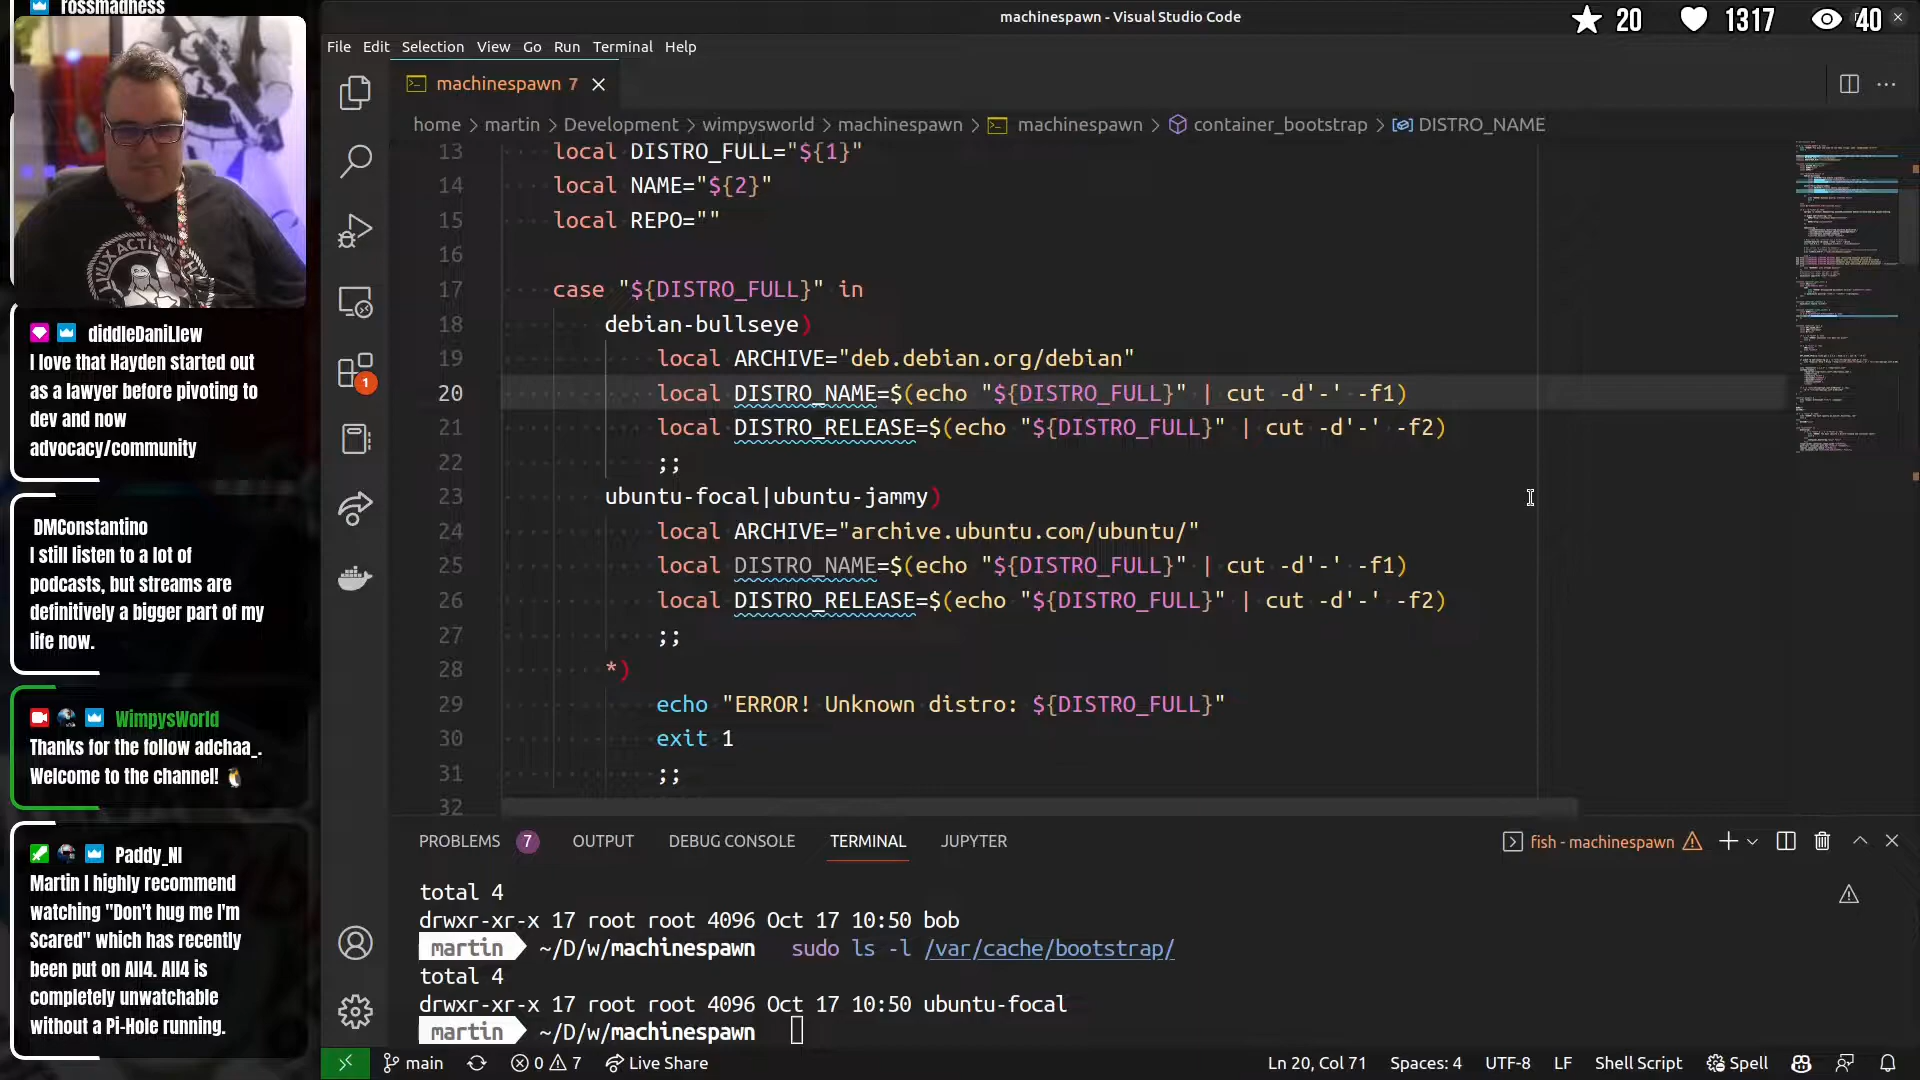 rossmadness
machinespawn - Visual Studio Code
20
1317
40
File Edit Selection View Go Run Terminal Help
machinespawn 7
home > martin > Development > wimpysworld > machinespawn > machinespawn > container_bootstrap > DISTRO_NAME
13 local DISTRO_FULL="${1}"
14 local NAME="${2}"
15 local REPO=""
16
17 case "${DISTRO_FULL}" in
18 debian-bullseye)
19 local ARCHIVE="deb.debian.org/debian"
20 local DISTRO_NAME=$(echo "${DISTRO_FULL}" | cut -d'-' -f1)
21 local DISTRO_RELEASE=$(echo "${DISTRO_FULL}" | cut -d'-' -f2)
22 ;;
23 ubuntu-focal|ubuntu-jammy)
24 local ARCHIVE="archive.ubuntu.com/ubuntu/"
25 local DISTRO_NAME=$(echo "${DISTRO_FULL}" | cut -d'-' -f1)
26 local DISTRO_RELEASE=$(echo "${DISTRO_FULL}" | cut -d'-' -f2)
27 ;;
28 *)
29 echo "ERROR! Unknown distro: ${DISTRO_FULL}"
30 exit 1
31 ;;
32
1
diddleDaniLlew
I love that Hayden started out
as a lawyer before pivoting to
dev and now
advocacy/community
DMConstantino
I still listen to a lot of
podcasts, but streams are
definitively a bigger part of my
life now.
WimpysWorld
Thanks for the follow adchaa_.
Welcome to the channel! 🐧
Paddy_NI
Martin I highly recommend
watching "Don't hug me I'm
Scared" which has recently
been put on All4. All4 is
completely unwatchable
without a Pi-Hole running.
PROBLEMS 7 OUTPUT DEBUG CONSOLE TERMINAL JUPYTER
fish - machinespawn
total 4
drwxr-xr-x 17 root root 4096 Oct 17 10:50 bob
martin ~/D/w/machinespawn sudo ls -l /var/cache/bootstrap/
total 4
drwxr-xr-x 17 root root 4096 Oct 17 10:50 ubuntu-focal
martin ~/D/w/machinespawn
main 0 7 Live Share
Ln 20, Col 71 Spaces: 4 UTF-8 LF Shell Script Spell